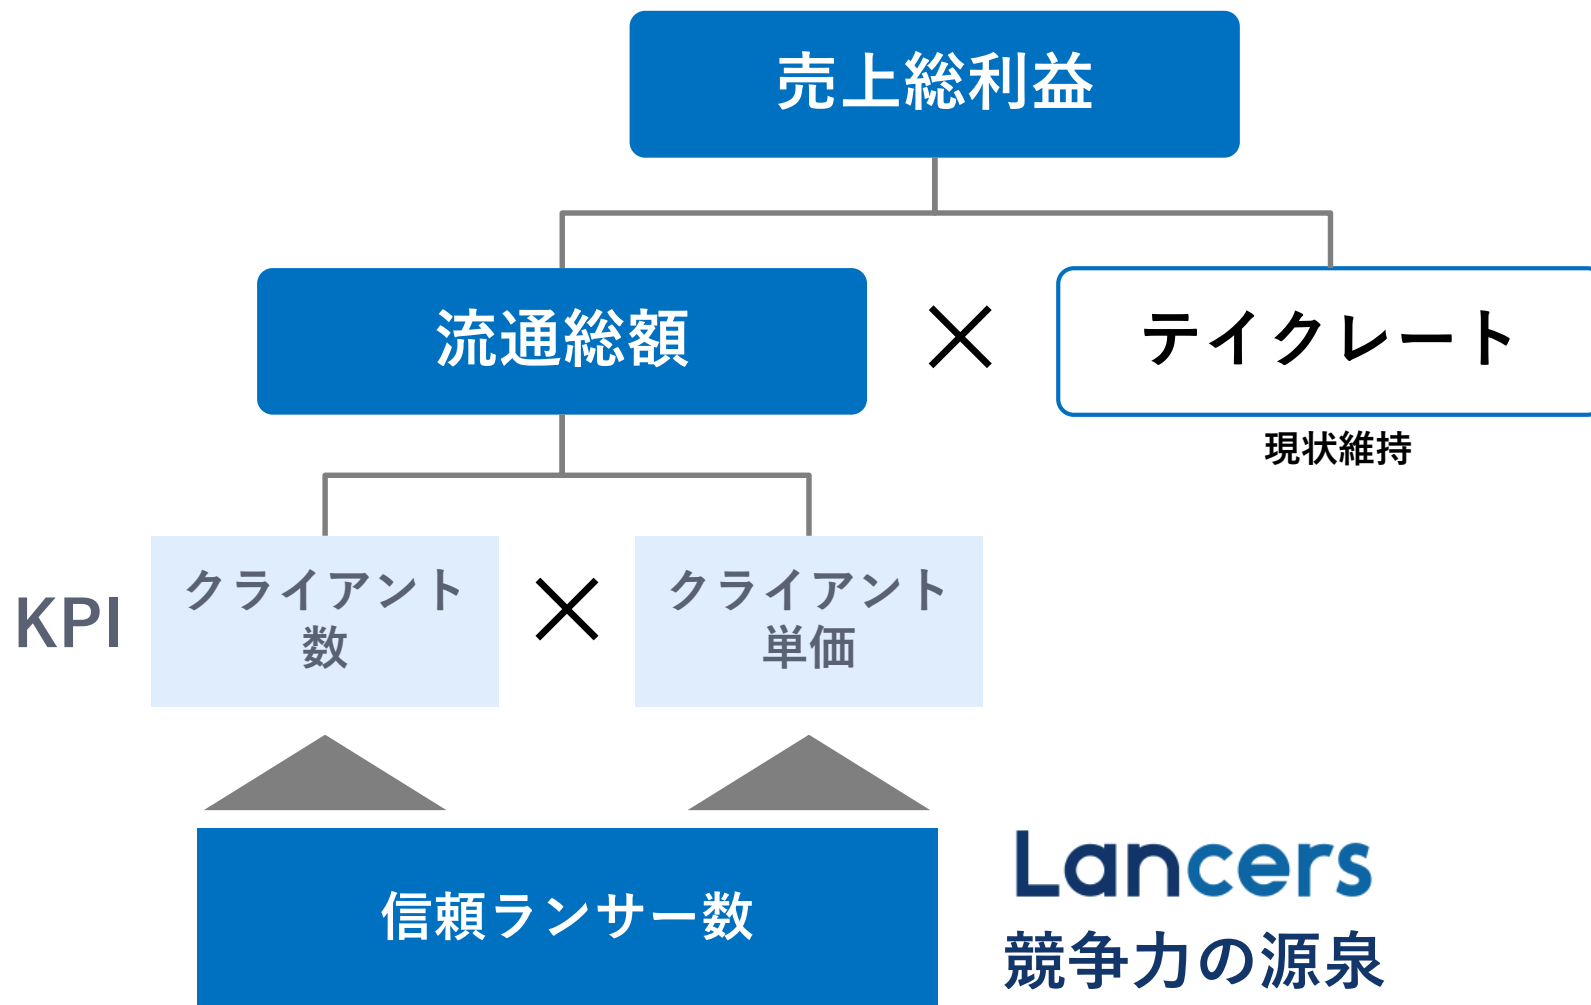 売上総利益
流通総額
テイクレート
現状維持
KPI
クライアント
数
クライアント
単価
信頼ランサー数
Lancers
競争力の源泉